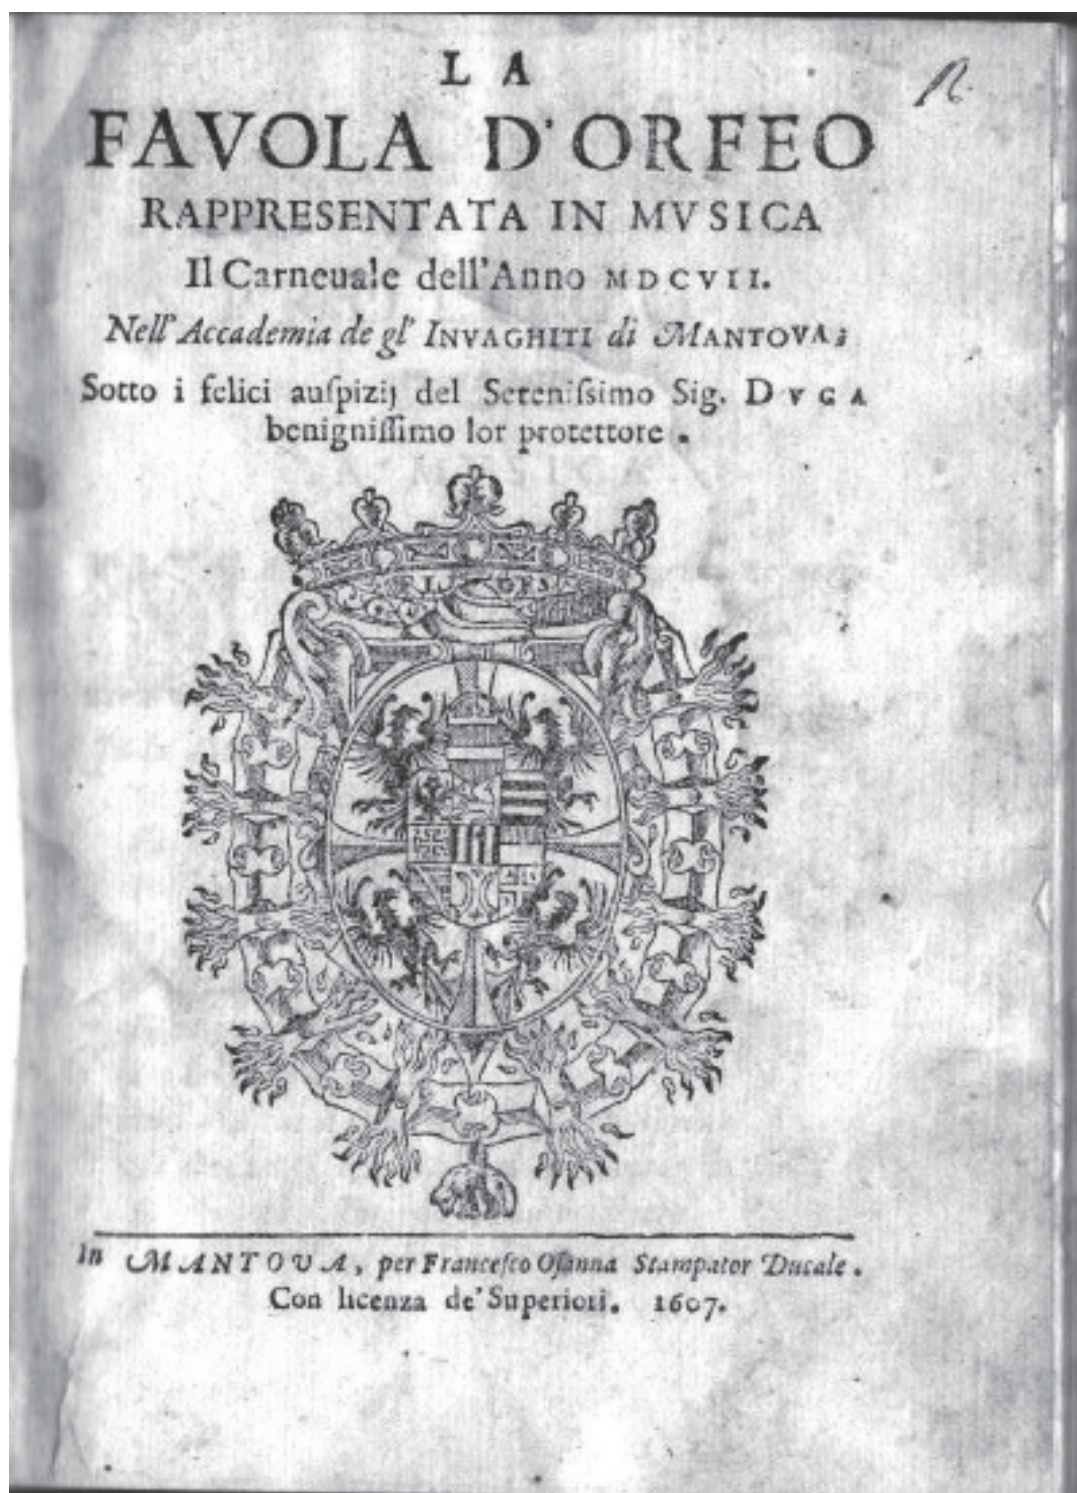 LA
FAVOLA D'ORFEO
RAPPRESENTATA IN MVSICA
Il Carneuale dell'Anno MDCVII.
Nell'Accademia de gl' INVAGHITI di MANTOVA;
Sotto i felici auſpizij del Sereniſsimo Sig. DVCA
benigniſſimo lor protettore.
In MANTOVA, per Franceſco Oſanna Stampator Ducale.
Con licenza de' Superiori. 1607.